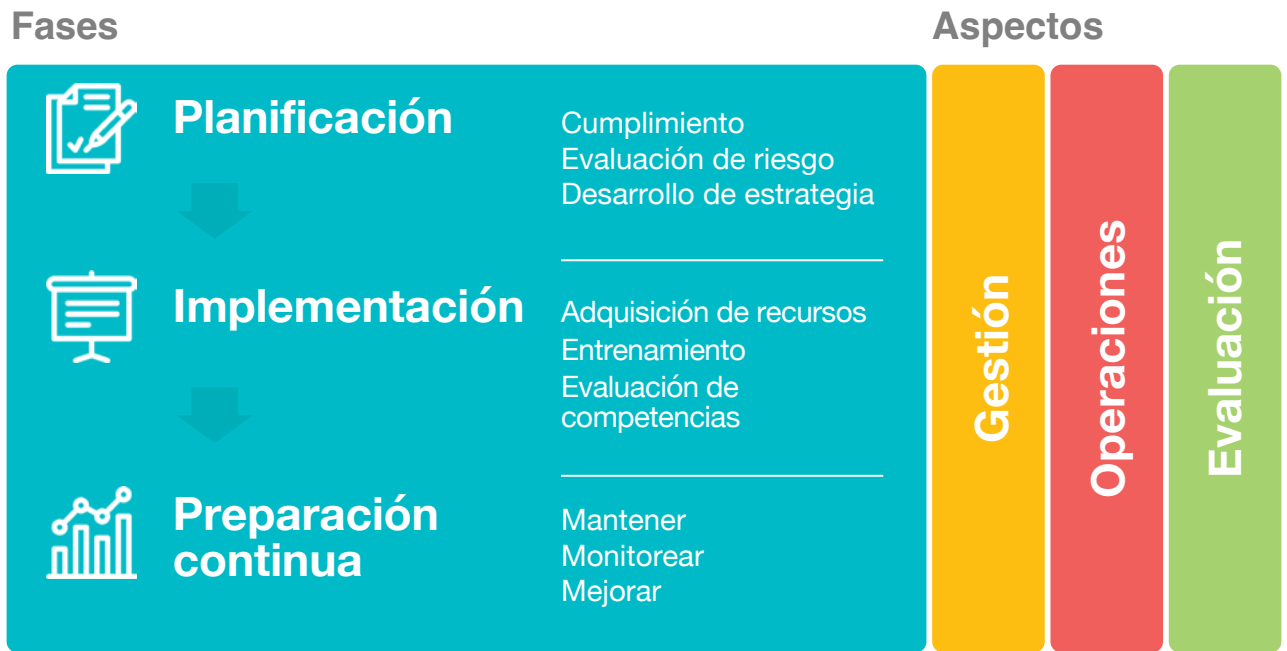 Fases
Aspectos
Planificación
Cumplimiento
Evaluación de riesgo
Desarrollo de estrategia
Implementación
Adquisición de recursos
Entrenamiento
Evaluación de
competencias
Preparación
continua
Mantener
Monitorear
Mejorar
Gestión
Operaciones
Evaluación